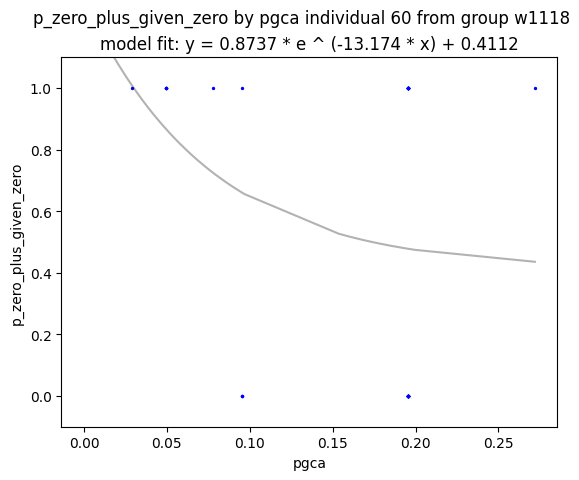 p_zero_plus_given_zero by pgca individual 60 from group w1118
model fit: y = 0.8737 * e ^ (-13.174 * x) + 0.4112
1.0
0.8
0.6
0.4
0.2
0.0
p_zero_plus_given_zero
0.00 0.05 0.10 0.15 0.20 0.25
pgca